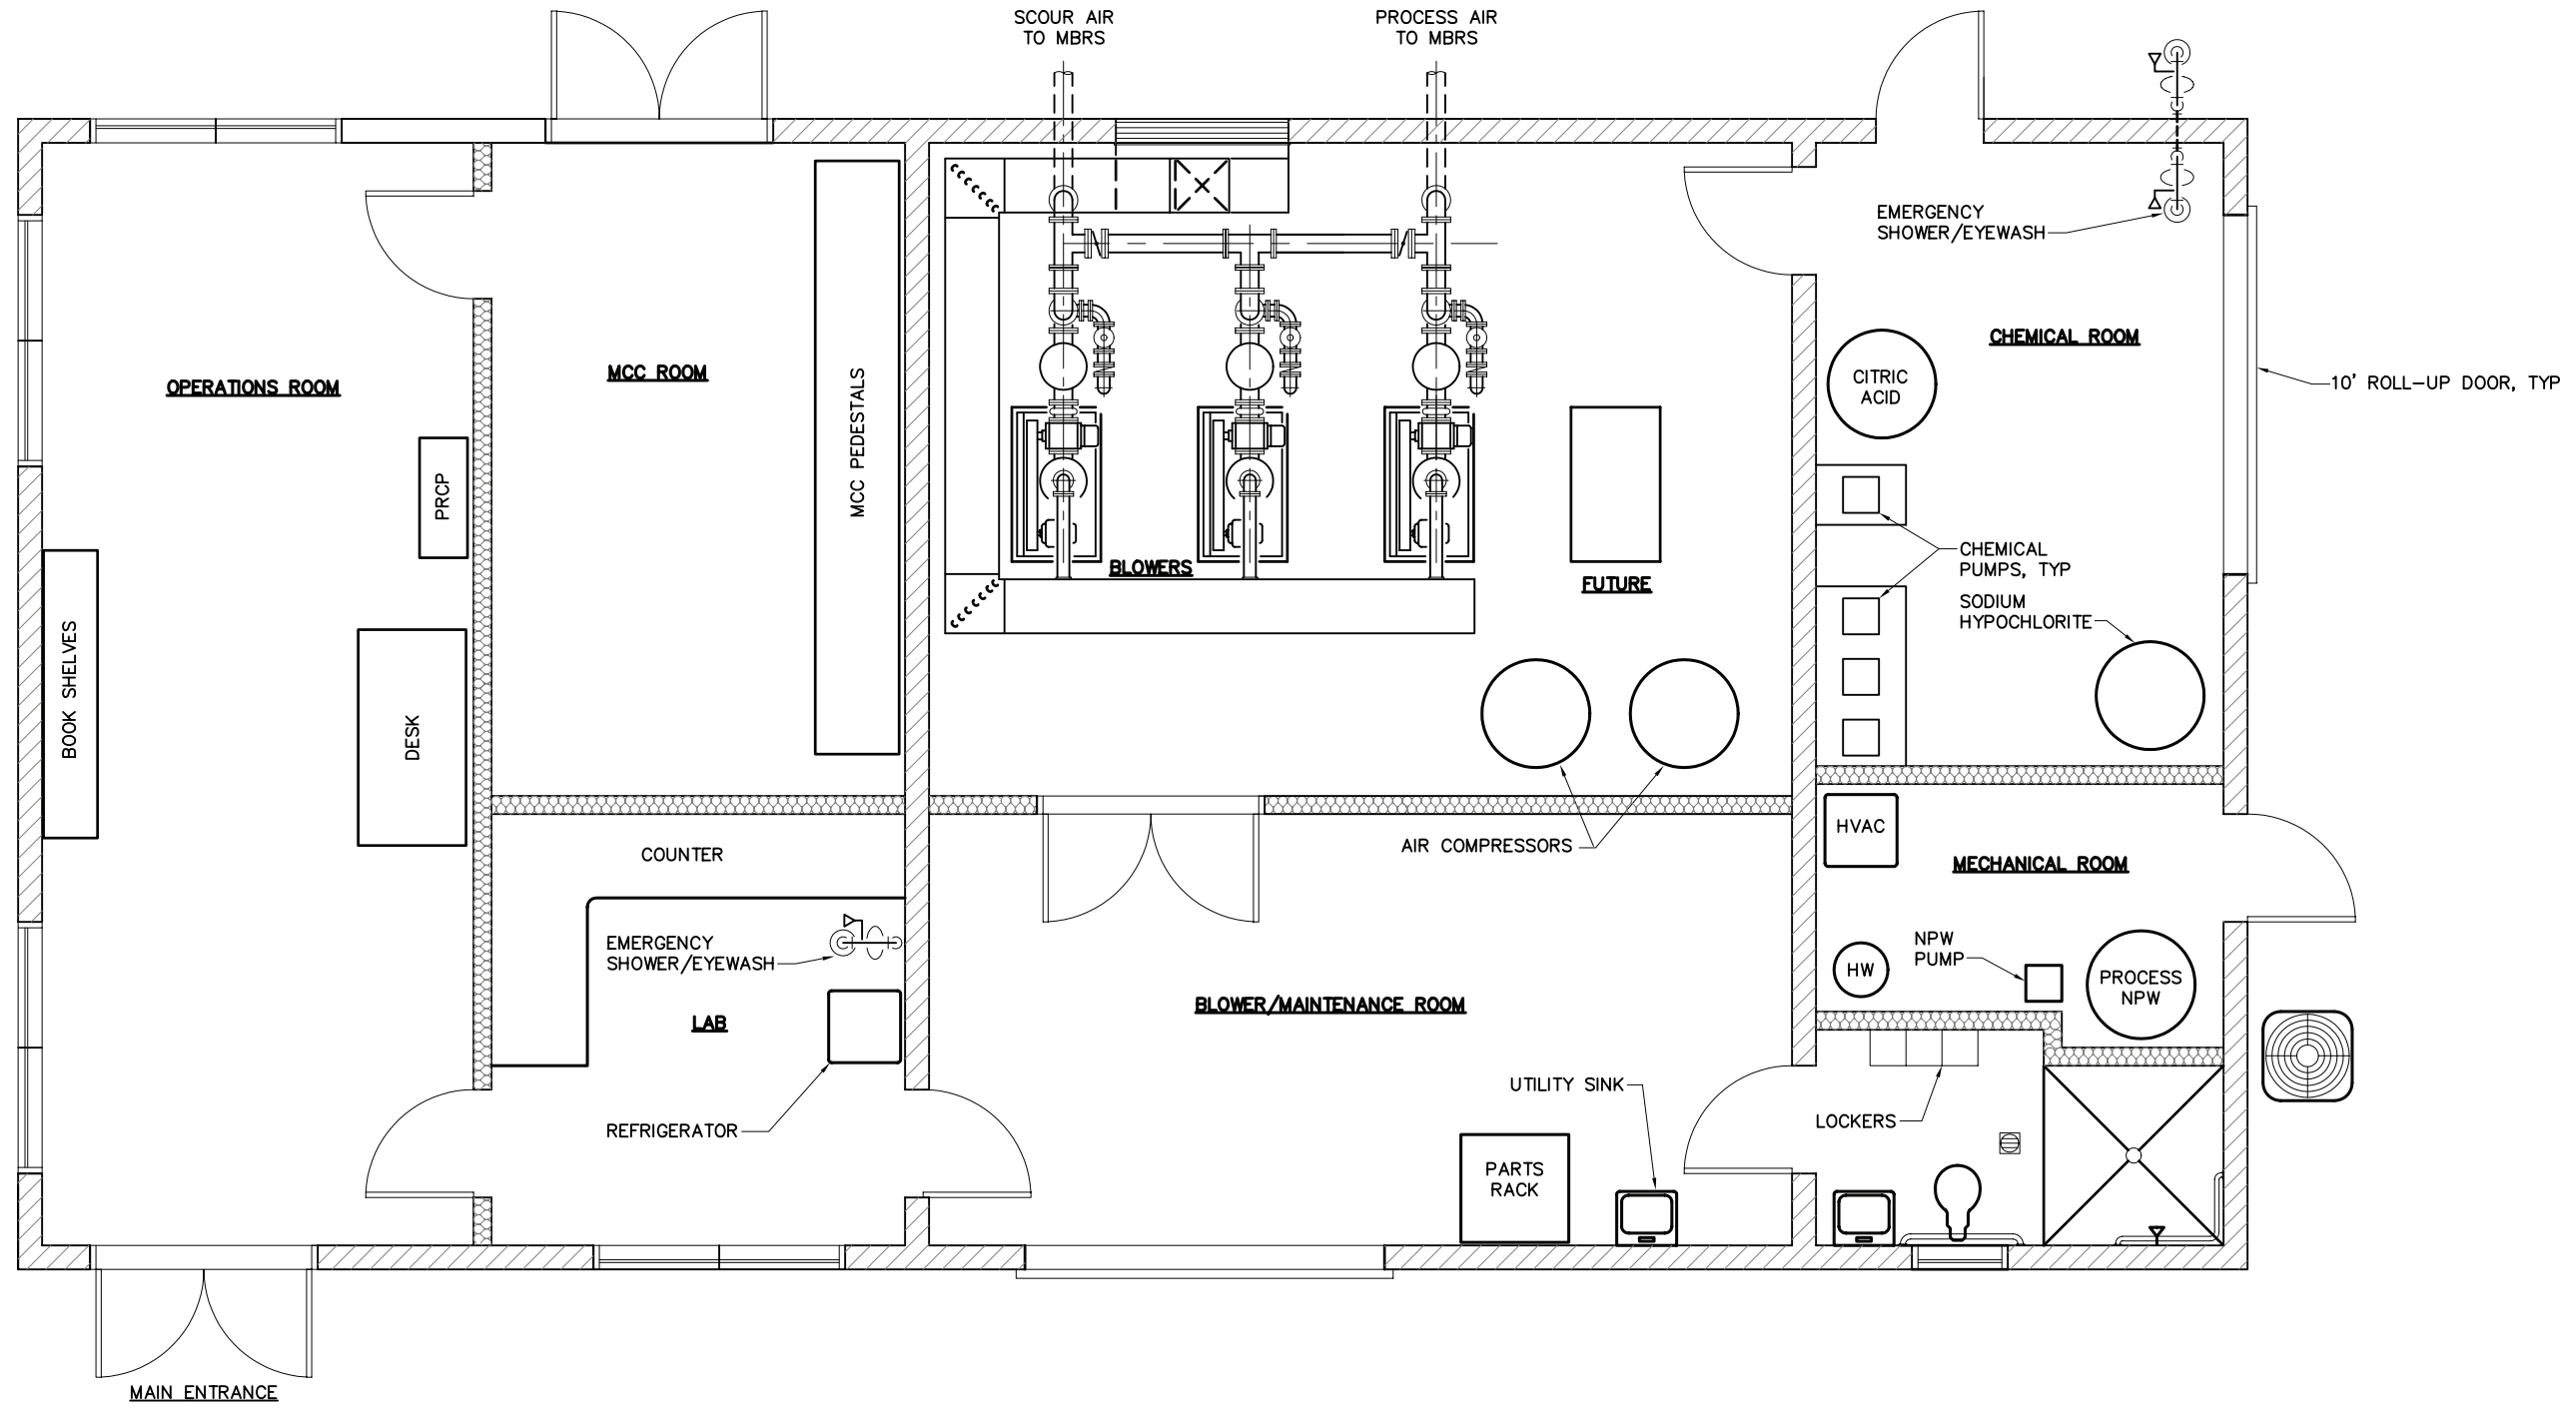 SCOUR AIR
TO MBRS
PROCESS AIR
TO MBRS
EMERGENCY
SHOWER/EYEWASH
CHEMICAL ROOM
10' ROLL-UP DOOR, TYP
OPERATIONS ROOM
MCC ROOM
MCC PEDESTALS
CITRIC
ACID
PRCP
CHEMICAL
PUMPS, TYP
BLOWERS
FUTURE
SODIUM
HYPOCHLORITE
BOOK SHELVES
DESK
COUNTER
AIR COMPRESSORS
HVAC
MECHANICAL ROOM
EMERGENCY
SHOWER/EYEWASH
NPW
PUMP
HW
PROCESS
NPW
LAB
BLOWER/MAINTENANCE ROOM
UTILITY SINK
REFRIGERATOR
LOCKERS
PARTS
RACK
MAIN ENTRANCE